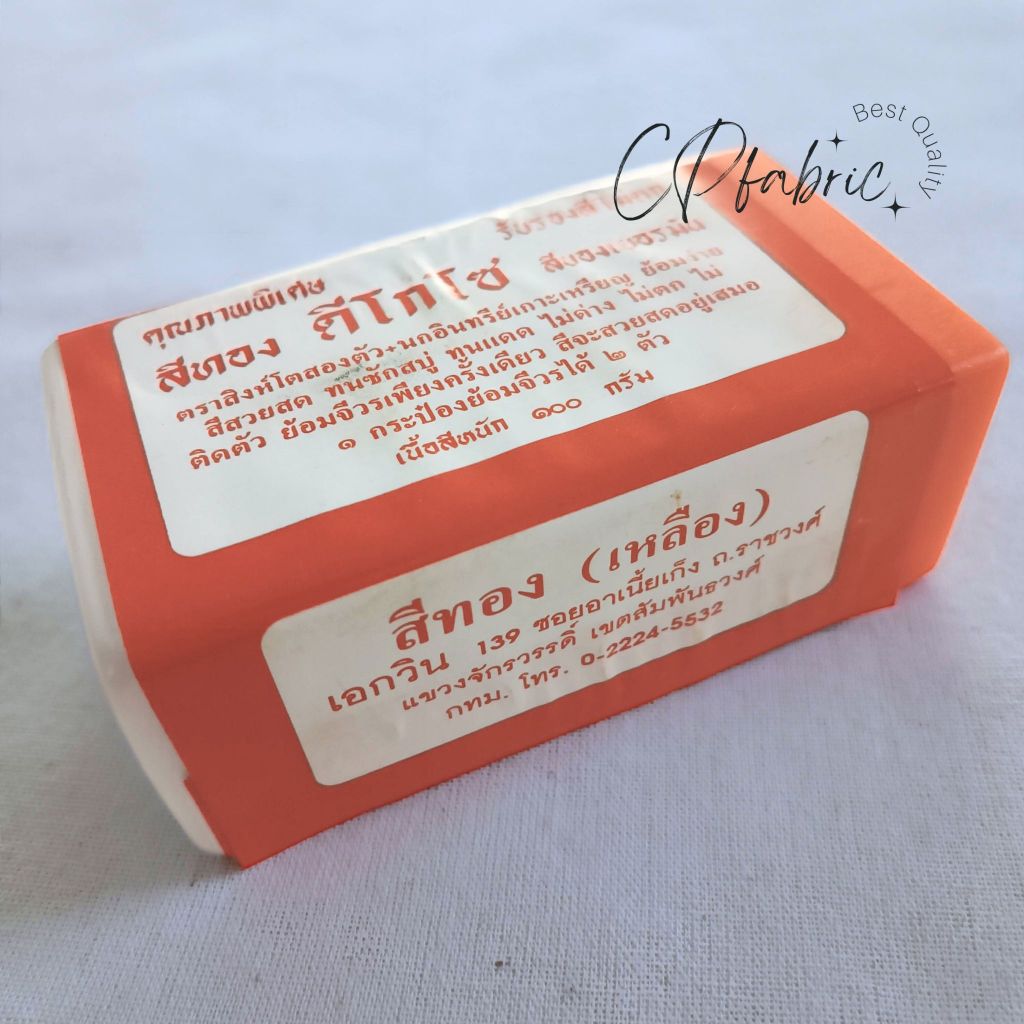 CPfabric
Best Quality
คุณภาพพิเศษ
รับรองสีไม่ตก
สีทอง ดีโกโซ สีของเยอรมัน
ตราสิงห์โตสองตัว+นกอินทรีย์เกาะเหรียญ ย้อมง่าย
สีสวยสด ทนซักสบู่ ทนแดด ไม่ด่าง ไม่ตก ไม่
ติดตัว ย้อมจีวรเพียงครั้งเดียว สีจะสวยสดอยู่เสมอ
๑ กระป๋องย้อมจีวรได้ ๒ ตัว
เนื้อสีหนัก ๑๐๐ กรัม
สีทอง (เหลือง)
เอกวิน 139 ซอยอาเนี้ยเก็ง ถ.ราชวงศ์
แขวงจักรวรรดิ์ เขตสัมพันธวงศ์
กทม. โทร. 0-2224-5532